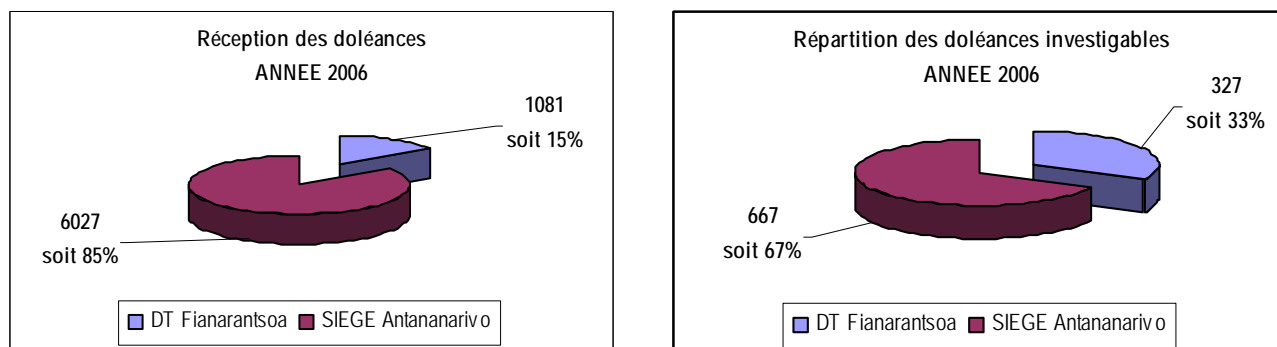 Réception des doléances
ANNEE 2006
1081
soit 15%
6027
soit 85%
DT Fianarantsoa SIEGE Antananarivo
Répartition des doléances investigables
ANNEE 2006
327
soit 33%
667
soit 67%
DT Fianarantsoa SIEGE Antananarivo